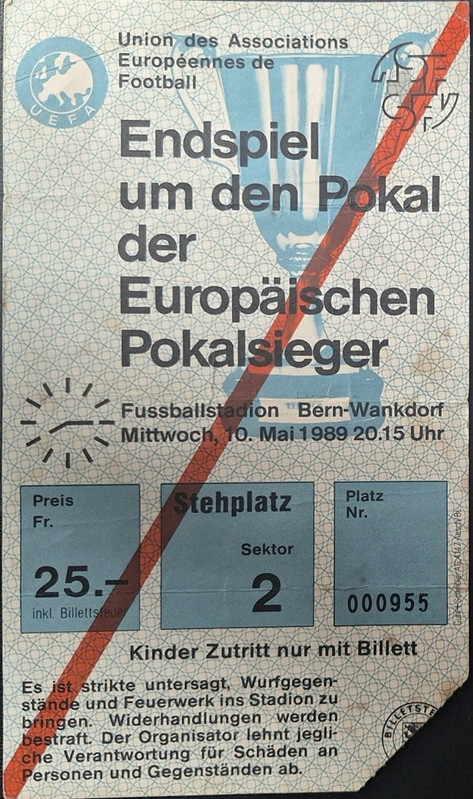 Union des Associations
Européennes de
Football
UEFA
Endspiel
um den Pokal
der
Europäischen
Pokalsieger
Fussballstadion Bern-Wankdorf
Mittwoch, 10. Mai 1989 20.15 Uhr
Preis
Fr.
25.–
inkl. Billettsteuer
Stehplatz
Sektor
2
Platz
Nr.
000955
Kinder Zutritt nur mit Billett
Es ist strikte untersagt, Wurfgegen-
stände und Feuerwerk ins Stadion zu
bringen. Widerhandlungen werden
bestraft. Der Organisator lehnt jegli-
che Verantwortung für Schäden an
Personen und Gegenständen ab.
BILLETSTE